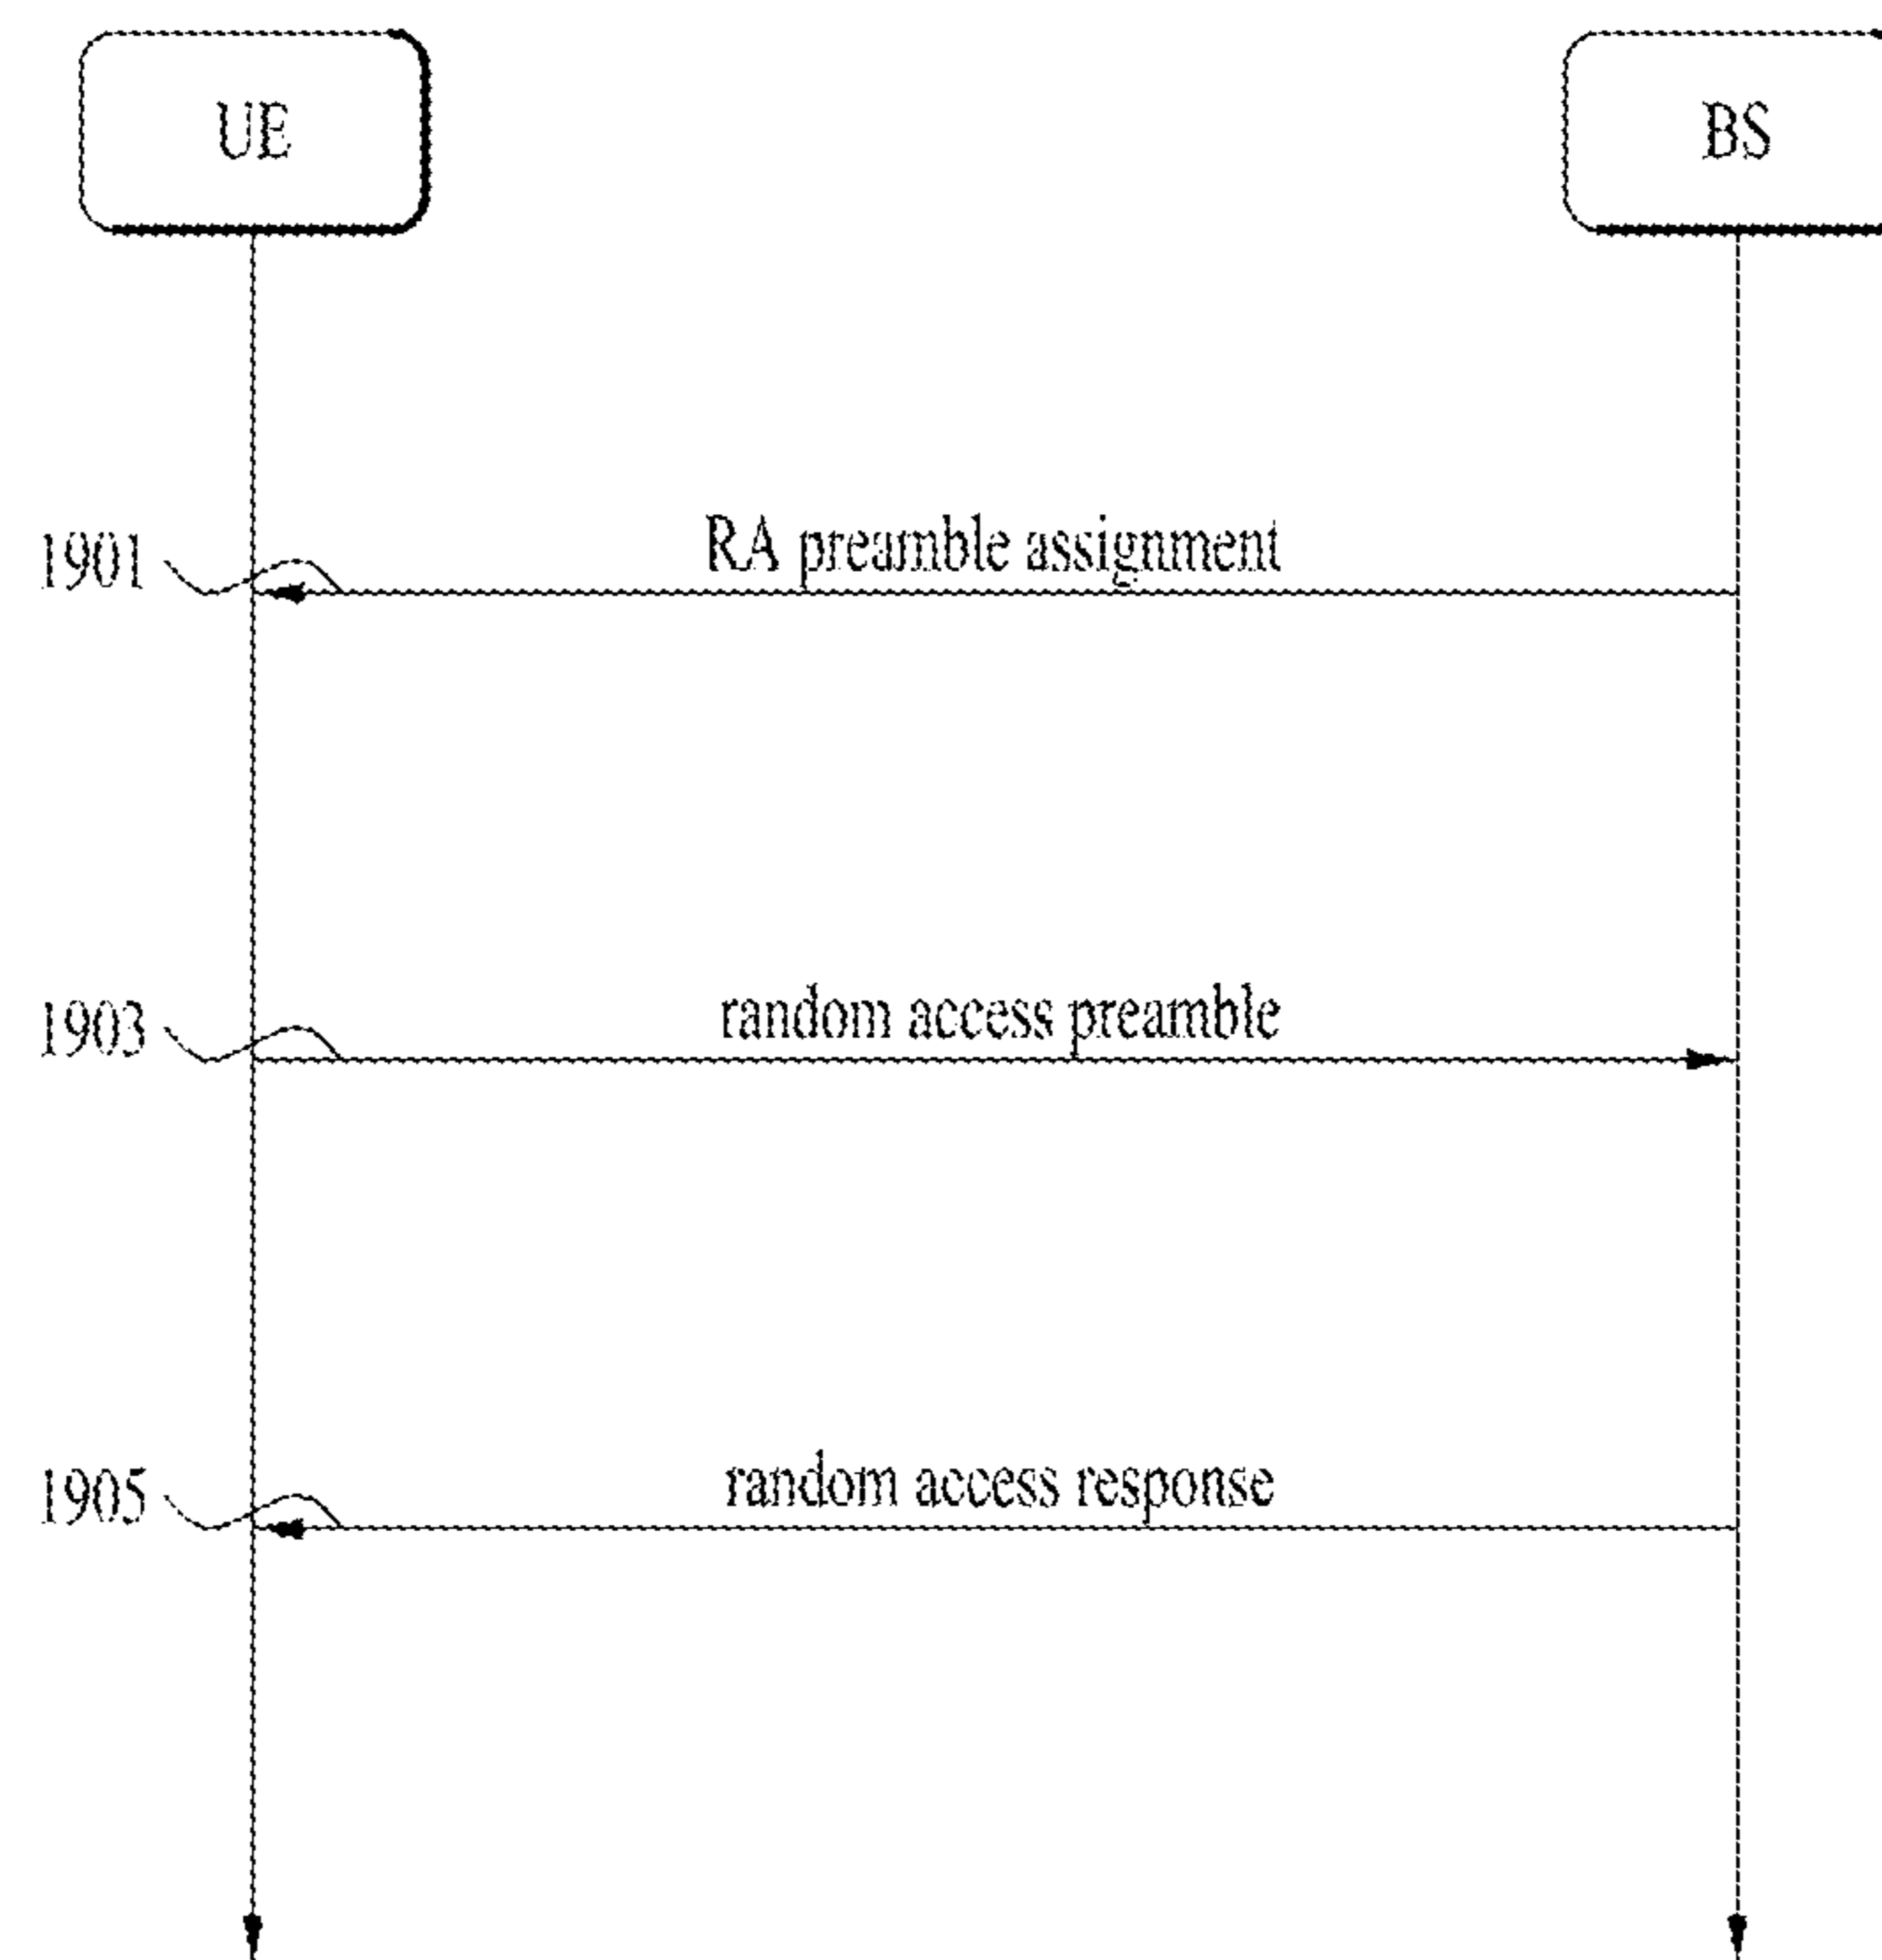 UE
BS
1901
RA preamble assignment
1903
random access preamble
1905
random access response